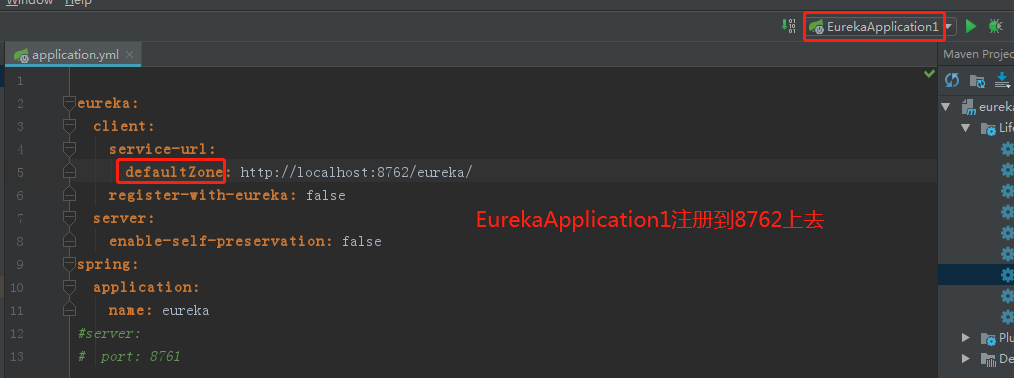 Window Help
EurekaApplication1
application.yml
Maven Projec
1
2 eureka:
3 client:
4 service-url:
5 defaultZone: http://localhost:8762/eureka/
6 register-with-eureka: false
7 server:
8 enable-self-preservation: false
9 spring:
10 application:
11 name: eureka
12 #server:
13 # port: 8761
EurekaApplication1注册到8762上去
eureka
Life
Plu
De